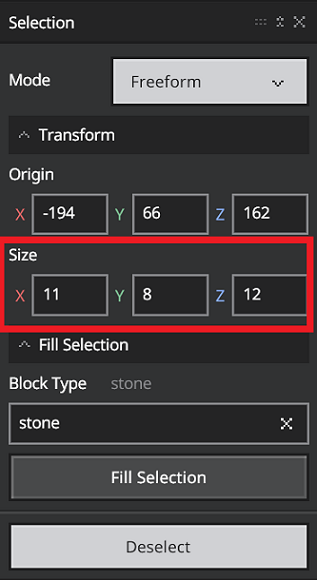 Selection
Mode Freeform
Transform
Origin
X -194 Y 66 Z 162
Size
X 11 Y 8 Z 12
Fill Selection
Block Type stone
stone
Fill Selection
Deselect